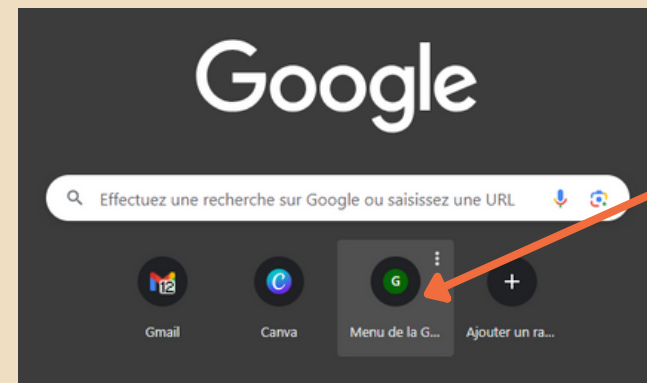 Google
Effectuez une recherche sur Google ou saisissez une URL
12
G
Gmail
Canva
Menu de la G...
Ajouter un ra...